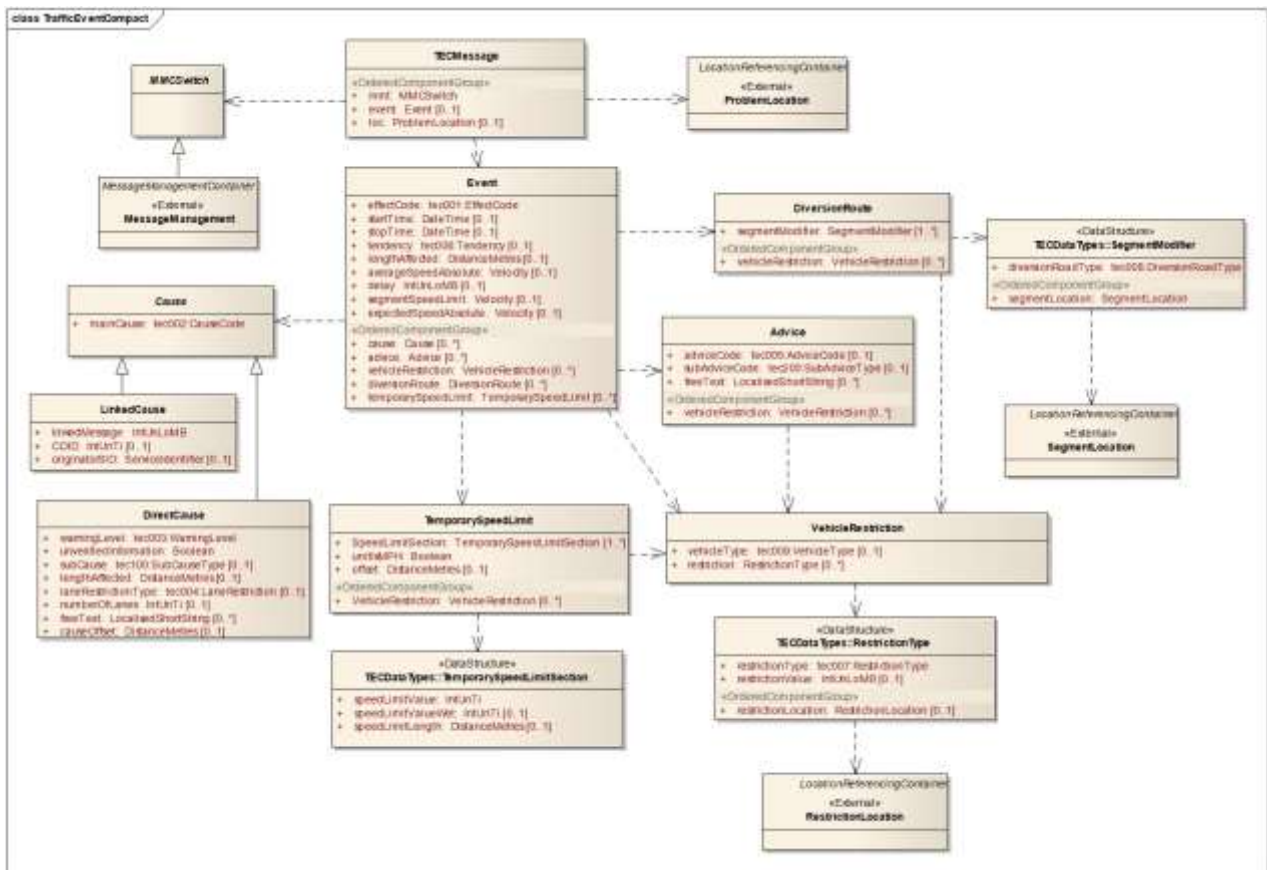 class TrafficEventCompact
TECMessage
«OrderedComponentGroup»
+ mmt: MMCSwitch
+ event: Event [0..1]
+ loc: ProblemLocation [0..1]
MMCSwitch
LocationReferencingContainer
«External»
ProblemLocation
MessageManagementContainer
«External»
MessageManagement
Event
+ effectCode: tec001:EffectCode
+ startTime: DateTime [0..1]
+ stopTime: DateTime [0..1]
+ tendency: tec006:Tendency [0..1]
+ lengthAffected: DistanceMetres [0..1]
+ averageSpeedAbsolute: Velocity [0..1]
+ delay: IntUnLoMB [0..1]
+ segmentSpeedLimit: Velocity [0..1]
+ expectedSpeedAbsolute: Velocity [0..1]
«OrderedComponentGroup»
+ cause: Cause [0..*]
+ advice: Advice [0..*]
+ vehicleRestriction: VehicleRestriction [0..*]
+ diversionRoute: DiversionRoute [0..*]
+ temporarySpeedLimit: TemporarySpeedLimit [0..*]
DiversionRoute
+ segmentModifier: SegmentModifier [1..*]
«OrderedComponentGroup»
+ vehicleRestriction: VehicleRestriction [0..*]
«DataStructure»
TECDataTypes::SegmentModifier
+ diversionRoadType: tec008:DiversionRoadType
«OrderedComponentGroup»
+ segmentLocation: SegmentLocation
Cause
+ mainCause: tec002:CauseCode
Advice
+ adviceCode: tec005:AdviceCode [0..1]
+ subAdviceCode: tec200:SubAdviceType [0..1]
+ freeText: LocalisedShortString [0..*]
«OrderedComponentGroup»
+ vehicleRestriction: VehicleRestriction [0..*]
LinkedCause
+ linkedMessage: IntUnLoMB
+ COID: IntUnTi [0..1]
+ originatorSID: ServiceIdentifier [0..1]
LocationReferencingContainer
«External»
SegmentLocation
DirectCause
+ warningLevel: tec003:WarningLevel
+ unverifiedInformation: Boolean
+ subCause: tec100:SubCauseType [0..1]
+ lengthAffected: DistanceMetres [0..1]
+ laneRestrictionType: tec004:LaneRestriction [0..1]
+ numberOfLanes: IntUnTi [0..1]
+ freeText: LocalisedShortString [0..*]
+ causeOffset: DistanceMetres [0..1]
TemporarySpeedLimit
+ SpeedLimitSection: TemporarySpeedLimitSection [1..*]
+ unitIsMPH: Boolean
+ offset: DistanceMetres [0..1]
«OrderedComponentGroup»
+ VehicleRestriction: VehicleRestriction [0..*]
VehicleRestriction
+ vehicleType: tec009:VehicleType [0..1]
+ restriction: RestrictionType [0..*]
«DataStructure»
TECDataTypes::TemporarySpeedLimitSection
+ speedLimitValue: IntUnTi
+ speedLimitValueWet: IntUnTi [0..1]
+ speedLimitLength: DistanceMetres [0..1]
«DataStructure»
TECDataTypes::RestrictionType
+ restrictionType: tec007:RestrictionType
+ restrictionValue: IntUnLoMB [0..1]
«OrderedComponentGroup»
+ restrictionLocation: RestrictionLocation [0..1]
LocationReferencingContainer
«External»
RestrictionLocation